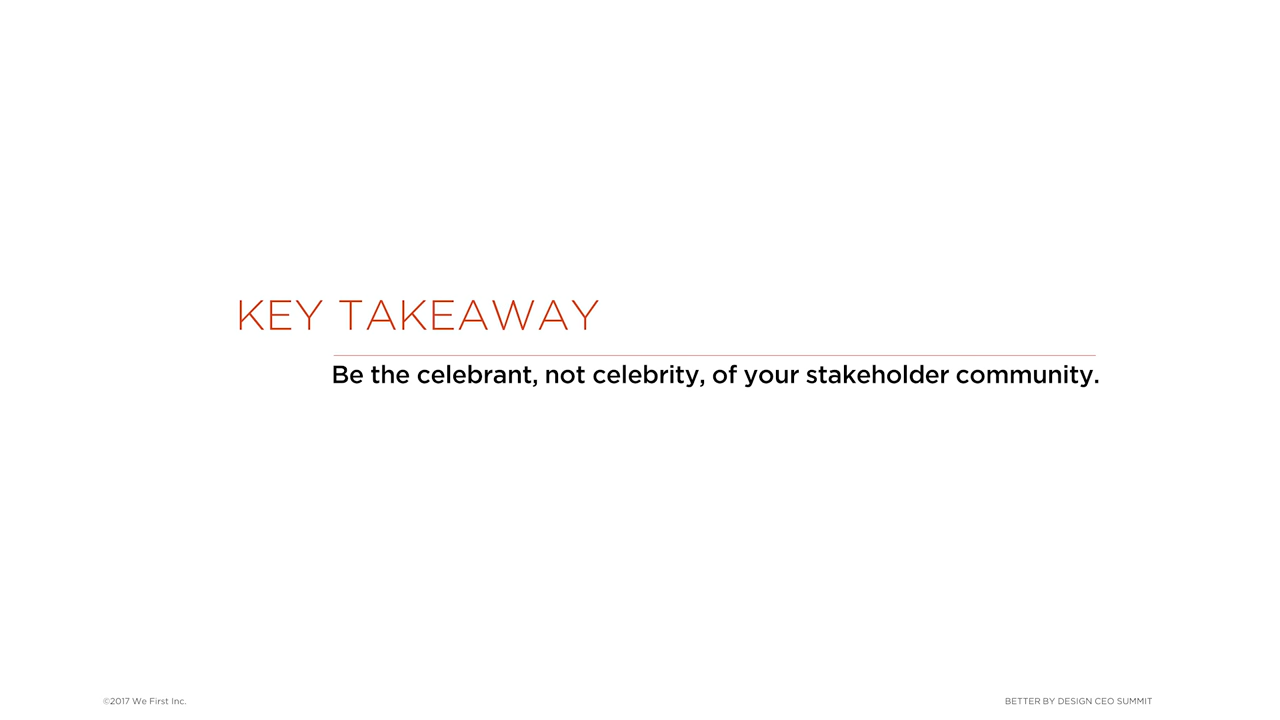 KEY TAKEAWAY
Be the celebrant, not celebrity, of your stakeholder community.
©2017 We First Inc.
BETTER BY DESIGN CEO SUMMIT